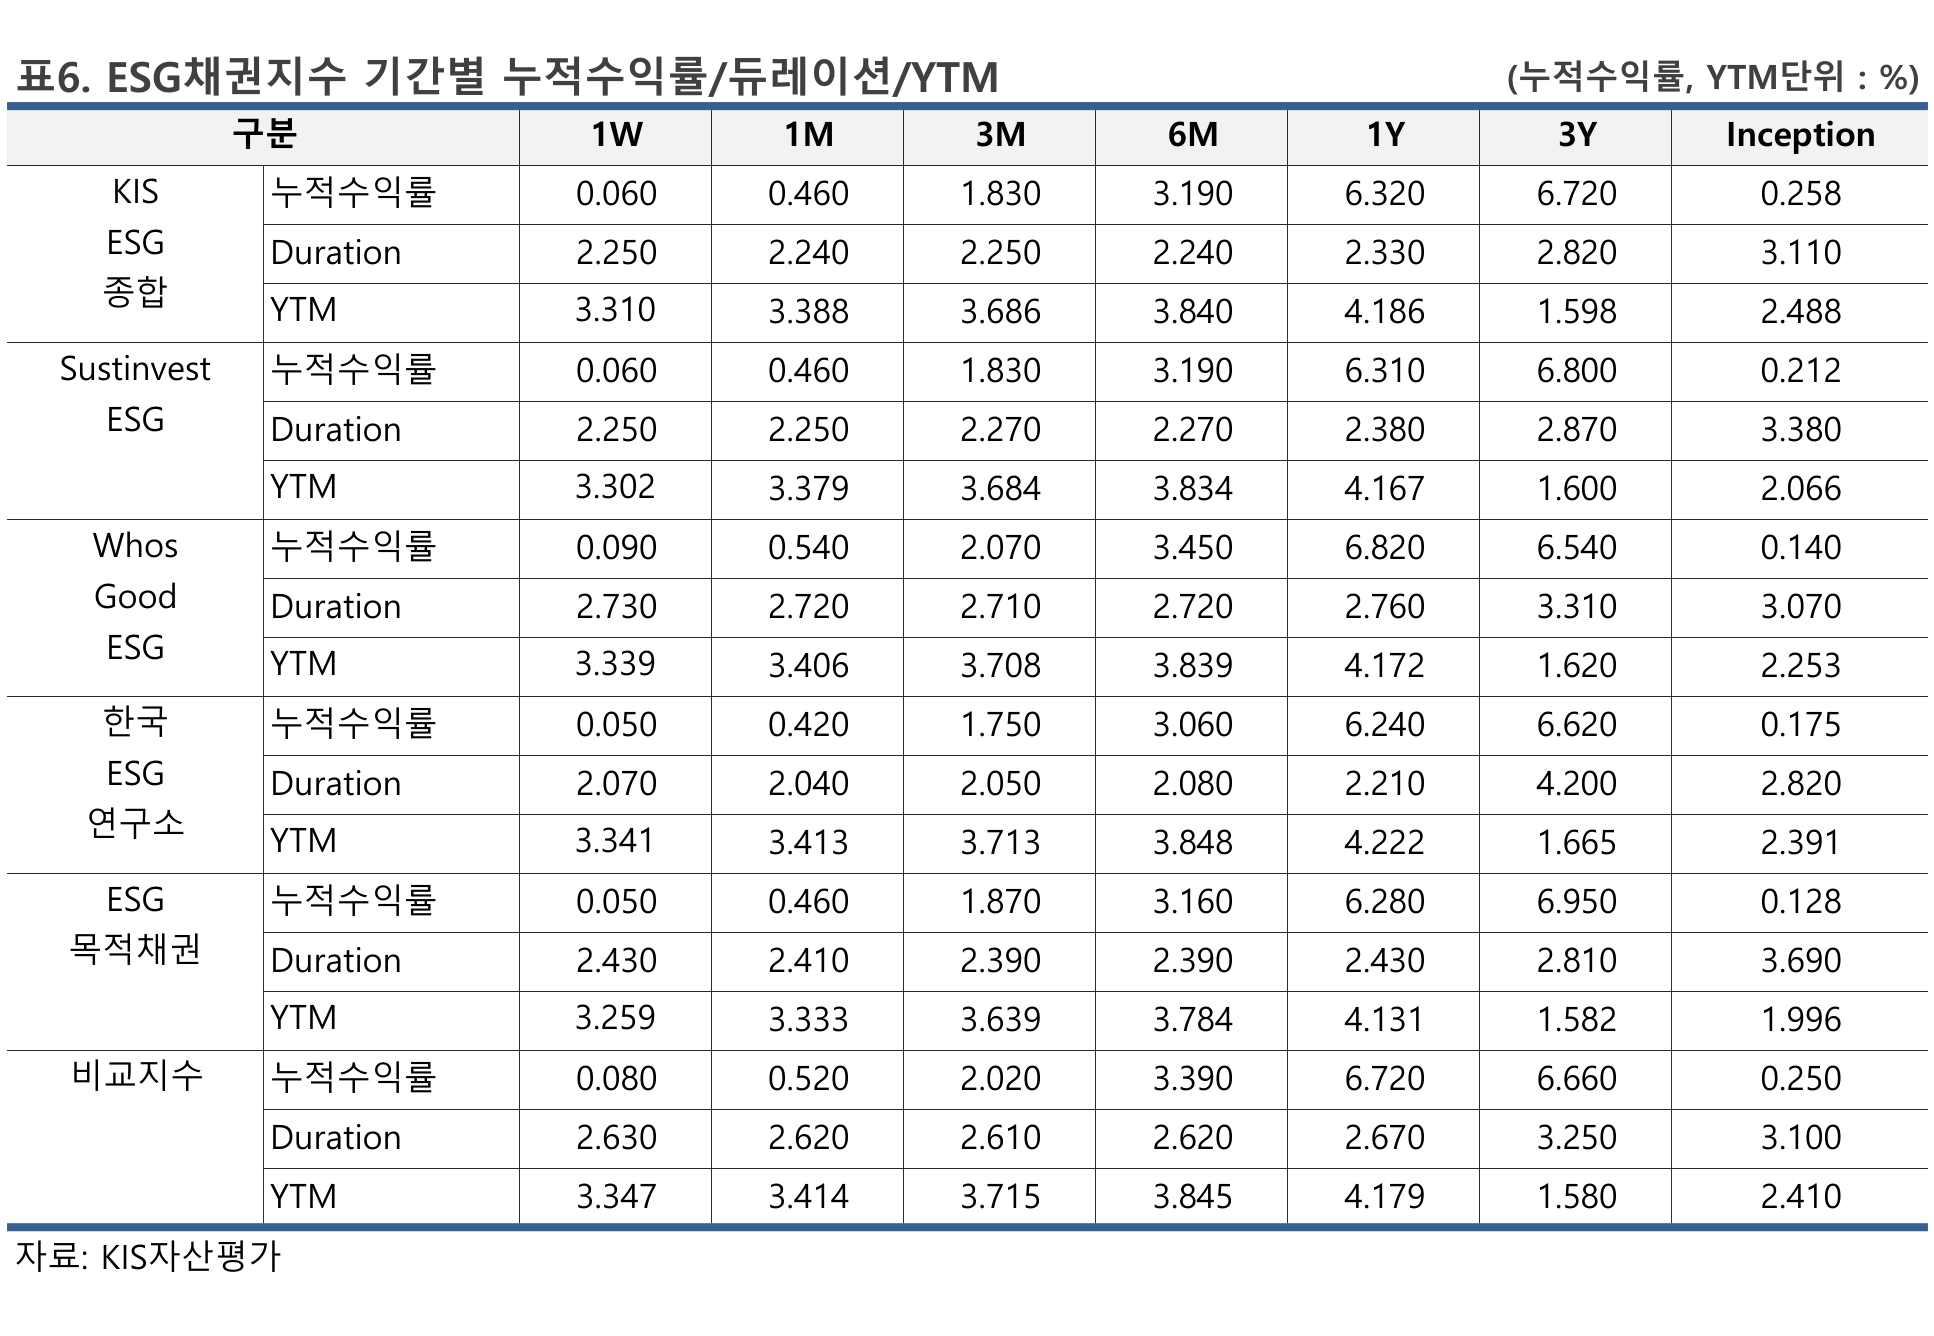 표6. ESG채권지수 기간별 누적수익률/듀레이션/YTM (누적수익률, YTM단위 : %)
구분 1W 1M 3M 6M 1Y 3Y Inception
KIS ESG 종합 누적수익률 0.060 0.460 1.830 3.190 6.320 6.720 0.258
Duration 2.250 2.240 2.250 2.240 2.330 2.820 3.110
YTM 3.310 3.388 3.686 3.840 4.186 1.598 2.488
Sustinvest ESG 누적수익률 0.060 0.460 1.830 3.190 6.310 6.800 0.212
Duration 2.250 2.250 2.270 2.270 2.380 2.870 3.380
YTM 3.302 3.379 3.684 3.834 4.167 1.600 2.066
Whos Good ESG 누적수익률 0.090 0.540 2.070 3.450 6.820 6.540 0.140
Duration 2.730 2.720 2.710 2.720 2.760 3.310 3.070
YTM 3.339 3.406 3.708 3.839 4.172 1.620 2.253
한국 ESG 연구소 누적수익률 0.050 0.420 1.750 3.060 6.240 6.620 0.175
Duration 2.070 2.040 2.050 2.080 2.210 4.200 2.820
YTM 3.341 3.413 3.713 3.848 4.222 1.665 2.391
ESG 목적채권 누적수익률 0.050 0.460 1.870 3.160 6.280 6.950 0.128
Duration 2.430 2.410 2.390 2.390 2.430 2.810 3.690
YTM 3.259 3.333 3.639 3.784 4.131 1.582 1.996
비교지수 누적수익률 0.080 0.520 2.020 3.390 6.720 6.660 0.250
Duration 2.630 2.620 2.610 2.620 2.670 3.250 3.100
YTM 3.347 3.414 3.715 3.845 4.179 1.580 2.410
자료: KIS자산평가